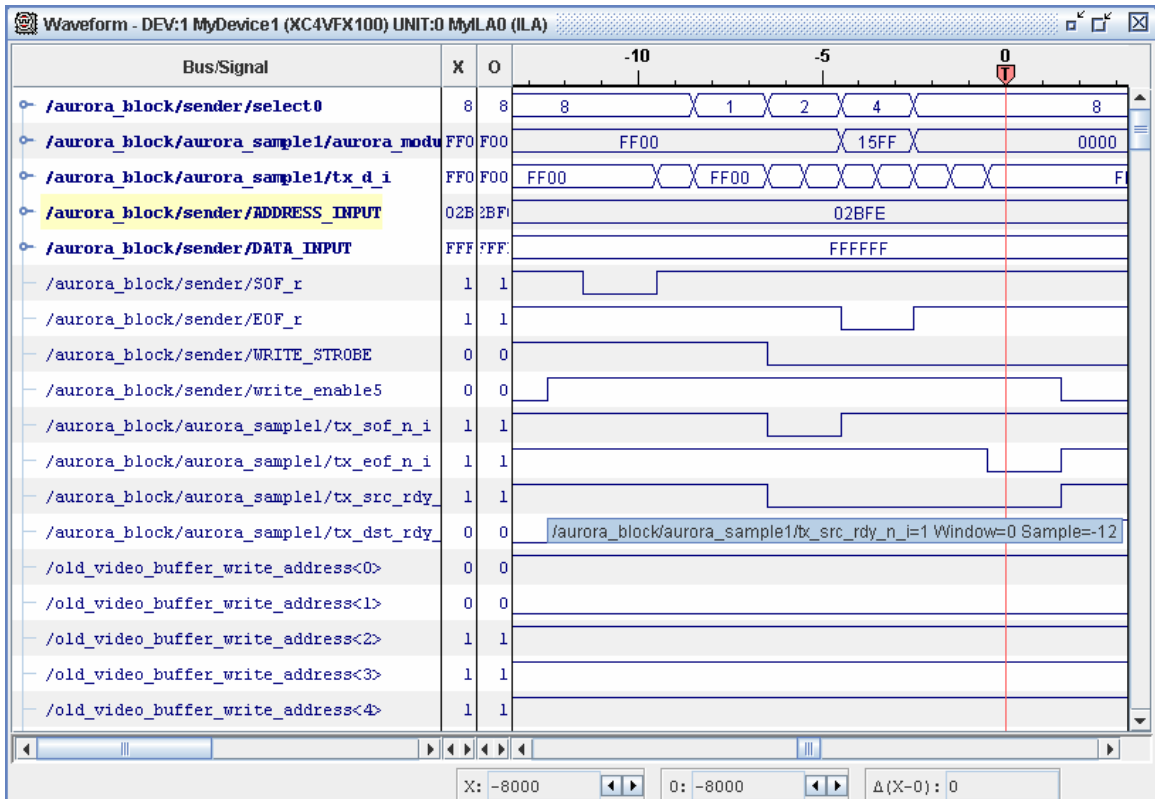 Waveform - DEV:1 MyDevice1 (XC4VFX100) UNIT:0 MyILA0 (ILA)
Bus/Signal X O -10 -5 0
T
/aurora_block/sender/select0 8 8 8 1 2 4 8
/aurora_block/aurora_sample1/aurora_modu FF0 F00 FF00 15FF 0000
/aurora_block/aurora_sample1/tx_d_i FF0 F00 FF00 FF00
/aurora_block/sender/ADDRESS_INPUT 02B 2BF 02BFE
/aurora_block/sender/DATA_INPUT FFF FFF FFFFFF
/aurora_block/sender/SOF_r 1 1
/aurora_block/sender/EOF_r 1 1
/aurora_block/sender/WRITE_STROBE 0 0
/aurora_block/sender/write_enable5 0 0
/aurora_block/aurora_sample1/tx_sof_n_i 1 1
/aurora_block/aurora_sample1/tx_eof_n_i 1 1
/aurora_block/aurora_sample1/tx_src_rdy_ 1 1
/aurora_block/aurora_sample1/tx_dst_rdy_ 0 0 /aurora_block/aurora_sample1/tx_src_rdy_n_i=1 Window=0 Sample=-12
/old_video_buffer_write_address<0> 0 0
/old_video_buffer_write_address<1> 0 0
/old_video_buffer_write_address<2> 1 1
/old_video_buffer_write_address<3> 1 1
/old_video_buffer_write_address<4> 1 1
X: -8000 O: -8000 Δ(X-O): 0